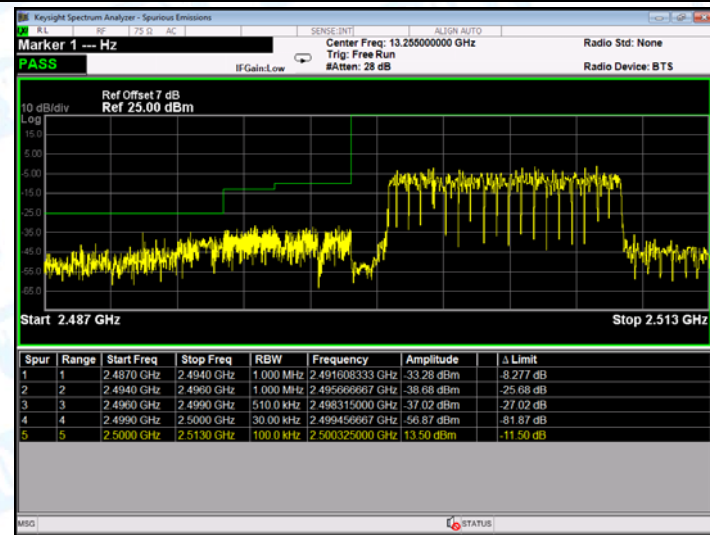 Keysight Spectrum Analyzer - Spurious Emissions
RL RF 75 Ω AC SENSE:INT ALIGN AUTO
Marker 1 --- Hz
Center Freq: 13.255000000 GHz
Radio Std: None
Trig: Free Run
PASS
IFGain:Low
#Atten: 28 dB
Radio Device: BTS
Ref Offset 7 dB
10 dB/div Ref 25.00 dBm
Log
15.0
5.00
-5.00
-15.0
-25.0
-35.0
-45.0
-55.0
-65.0
Start 2.487 GHz Stop 2.513 GHz
Spur Range Start Freq Stop Freq RBW Frequency Amplitude Δ Limit
1 1 2.4870 GHz 2.4940 GHz 1.000 MHz 2.491608333 GHz -33.28 dBm -8.277 dB
2 2 2.4940 GHz 2.4960 GHz 1.000 MHz 2.495666667 GHz -38.68 dBm -25.68 dB
3 3 2.4960 GHz 2.4990 GHz 510.0 kHz 2.498315000 GHz -37.02 dBm -27.02 dB
4 4 2.4990 GHz 2.5000 GHz 30.00 kHz 2.499456667 GHz -56.87 dBm -81.87 dB
5 5 2.5000 GHz 2.5130 GHz 100.0 kHz 2.500325000 GHz 13.50 dBm -11.50 dB
MSG STATUS